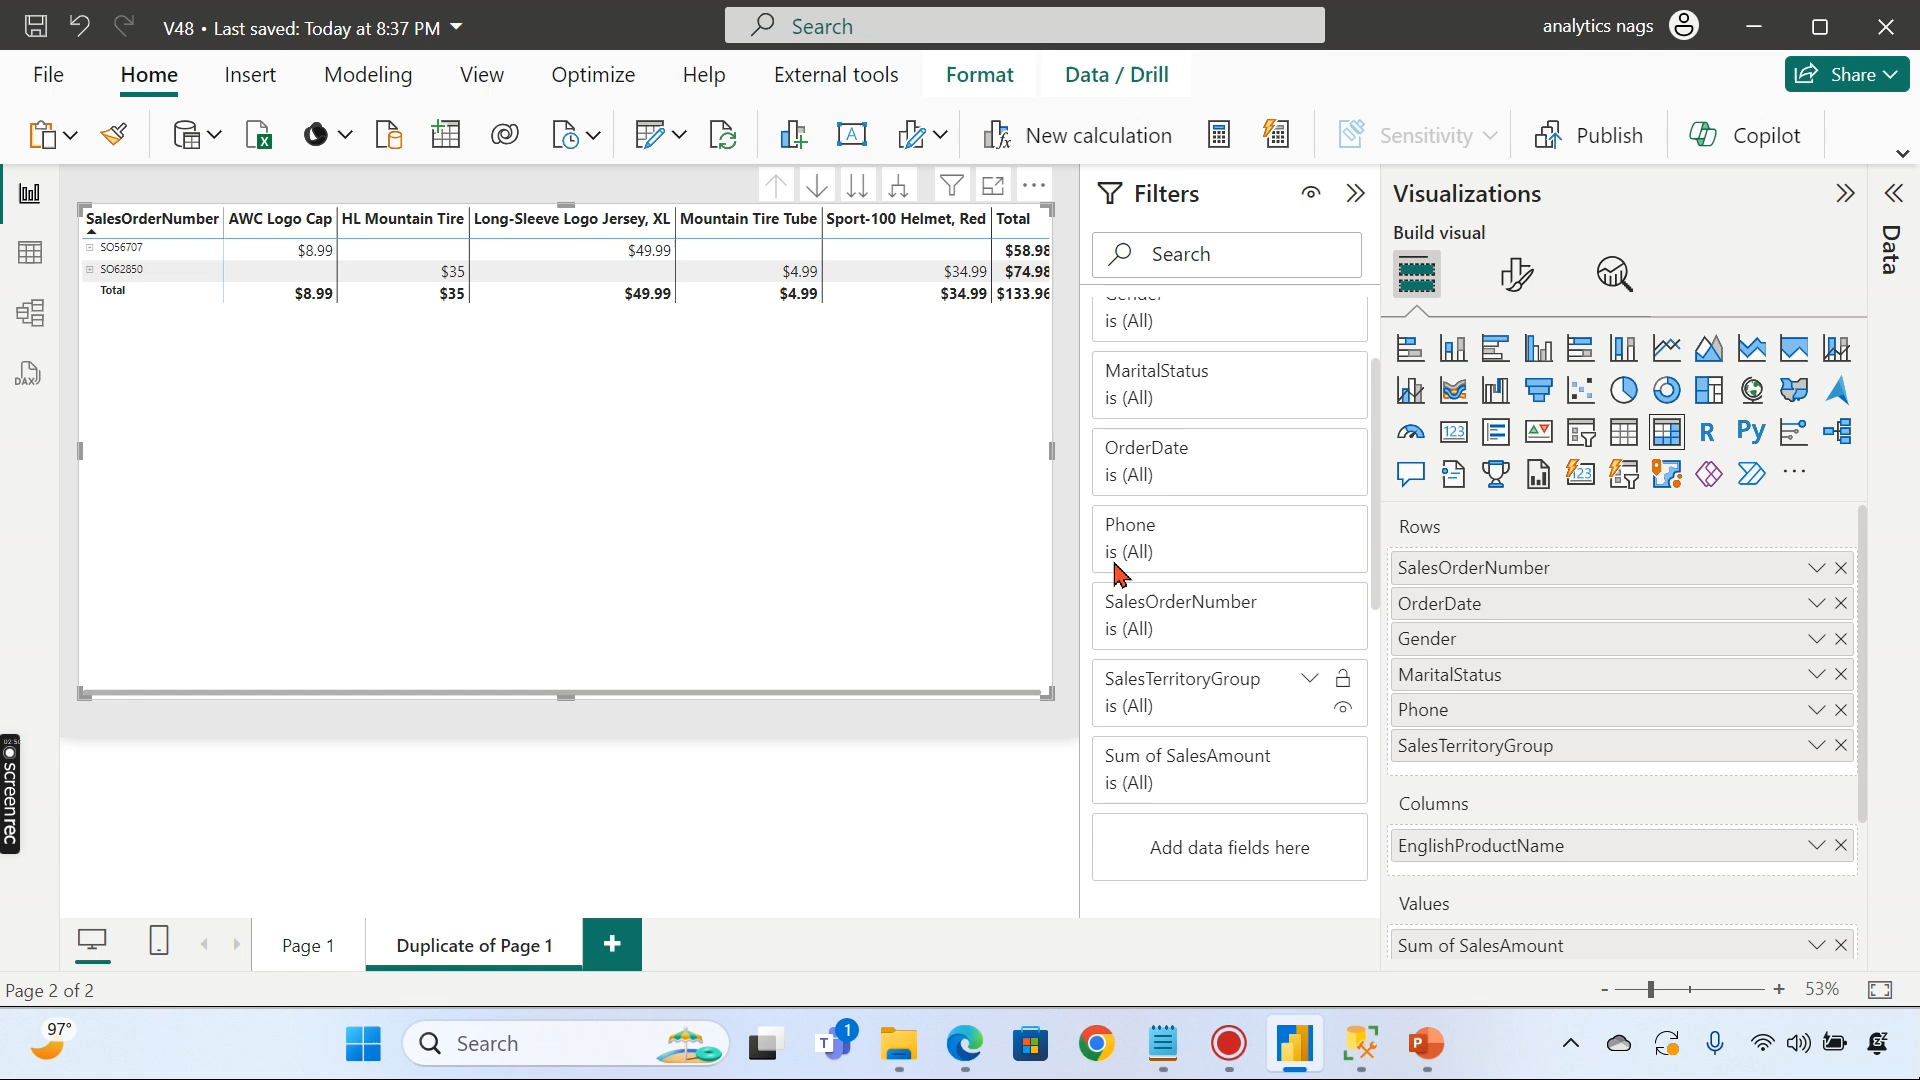 V48 • Last saved: Today at 8:37 PM
Search
analytics nags
File
Home
Insert
Modeling
View
Optimize
Help
External tools
Format
Data / Drill
Share
New calculation
Sensitivity
Publish
Copilot
SalesOrderNumber AWC Logo Cap HL Mountain Tire Long-Sleeve Logo Jersey, XL Mountain Tire Tube Sport-100 Helmet, Red Total
SO56707 $8.99 $49.99 $58.98
SO62850 $35 $4.99 $34.99 $74.98
Total $8.99 $35 $49.99 $4.99 $34.99 $133.96
Filters
Search
Gender
is (All)
MaritalStatus
is (All)
OrderDate
is (All)
Phone
is (All)
SalesOrderNumber
is (All)
SalesTerritoryGroup
is (All)
Sum of SalesAmount
is (All)
Add data fields here
Visualizations
Build visual
123
R
Py
123
Rows
SalesOrderNumber
OrderDate
Gender
MaritalStatus
Phone
SalesTerritoryGroup
Columns
EnglishProductName
Values
Sum of SalesAmount
Data
DAX
screenrec
Page 1
Duplicate of Page 1
Page 2 of 2
- + 53%
97°
Search
1